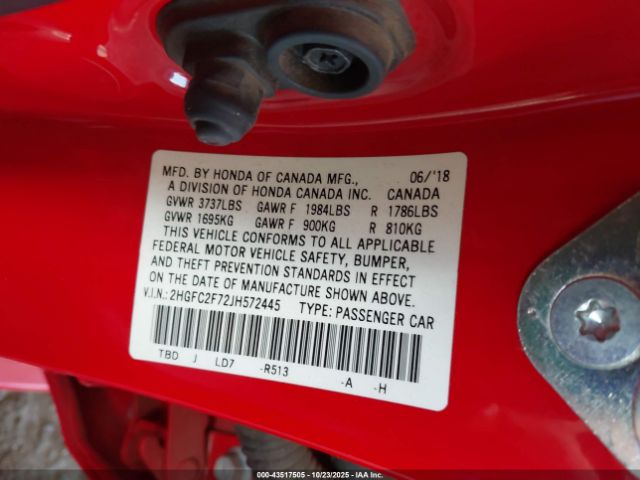 MFD. BY HONDA OF CANADA MFG., 06/'18
A DIVISION OF HONDA CANADA INC. CANADA
GVWR 3737LBS GAWR F 1984LBS R 1786LBS
GVWR 1695KG GAWR F 900KG R 810KG
THIS VEHICLE CONFORMS TO ALL APPLICABLE
FEDERAL MOTOR VEHICLE SAFETY, BUMPER,
AND THEFT PREVENTION STANDARDS IN EFFECT
ON THE DATE OF MANUFACTURE SHOWN ABOVE.
V.I.N.: 2HGFC2F72JH572445 TYPE: PASSENGER CAR
TBD J LD7 -R513 -A -H
000-43517505 - 10/23/2025 - IAAI.COM